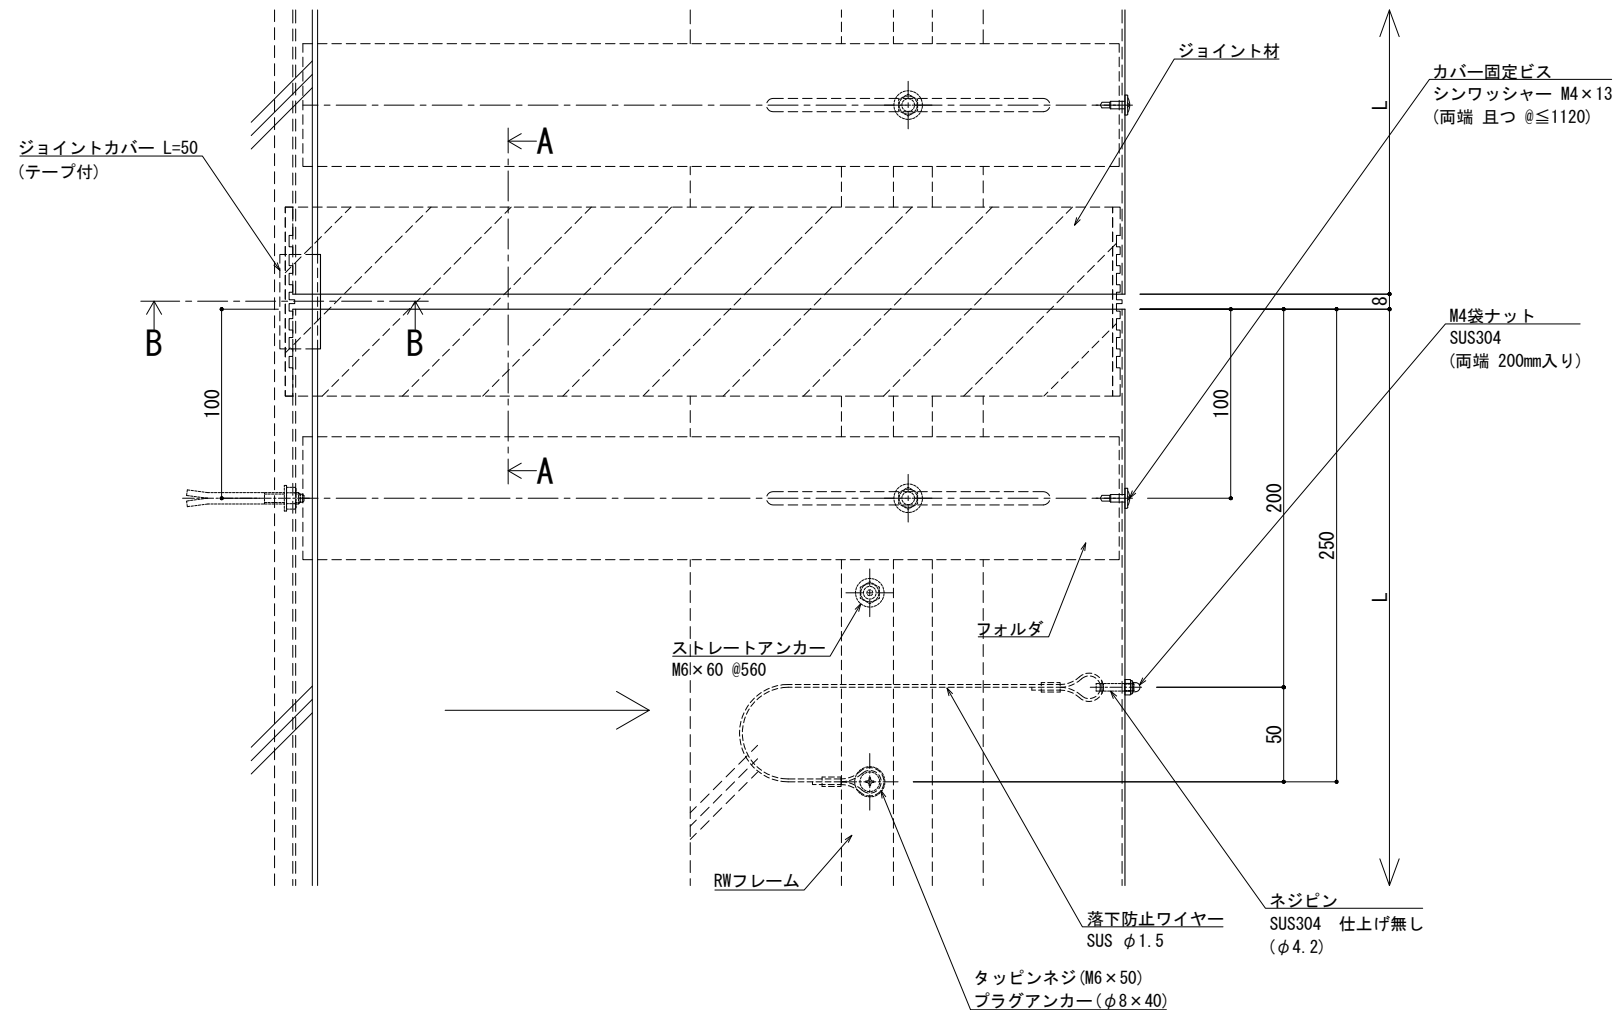 ジョイント材
カバー固定ビス
シンワッシャー M4×13
(両端 且つ @≦1120)
L
A
ジョイントカバー L=50
(テープ付)
8
B
B
M4袋ナット
SUS304
(両端 200mm入り)
100
100
A
200
250
L
フォルダ
ストレートアンカー
M6×60 @560
50
RWフレーム
ネジピン
SUS304 仕上げ無し
(φ4.2)
落下防止ワイヤー
SUS φ1.5
タッピンネジ(M6×50)
プラグアンカー(φ8×40)